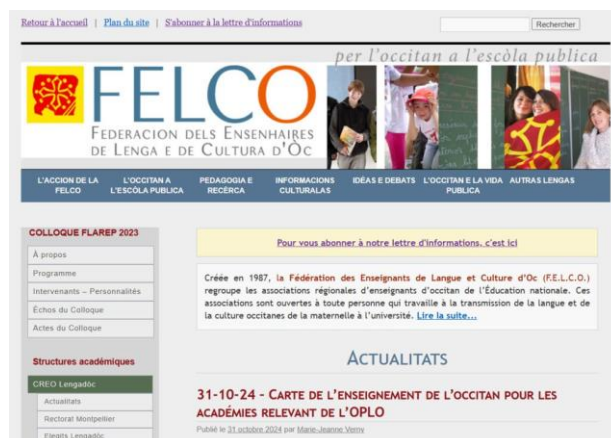 Retour à l'accueil | Plan du site | S'abonner à la lettre d'informations
Rechercher
per l'occitan a l'escòla publica
FELCO
FEDERACION DELS ENSENHAIRES
DE LENGA E DE CULTURA D'ÒC
L'ACCION DE LA FELCO
L'OCCITAN A L'ESCÒLA PUBLICA
PEDAGOGIA E RECÈRCA
INFORMACIONS CULTURALAS
IDÈAS E DEBATS
L'OCCITAN E LA VIDA PUBLICA
AUTRAS LENGAS
COLLOQUE FLAREP 2023
À propos
Programme
Intervenants – Personnalités
Échos du Colloque
Actes du Colloque
Structures académiques
CREO Lengadòc
Actualitats
Rectorat Montpellier
Elegits Lengadòc
Pour vous abonner à notre lettre d'informations, c'est ici
Créée en 1987, la Fédération des Enseignants de Langue et Culture d'Oc (F.E.L.C.O.)
regroupe les associations régionales d'enseignants d'occitan de l'Éducation nationale. Ces
associations sont ouvertes à toute personne qui travaille à la transmission de la langue et de
la culture occitanes de la maternelle à l'université. Lire la suite...
ACTUALITATS
31-10-24 – CARTE DE L'ENSEIGNEMENT DE L'OCCITAN POUR LES
ACADÉMIES RELEVANT DE L'OPLO
Publié le 31 octobre 2024 par Marie-Jeanne Verny